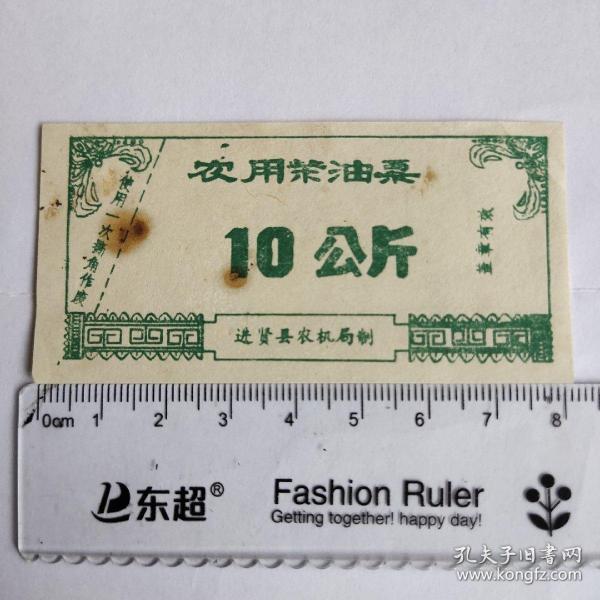 农用柴油票
10公斤
使用一次撕角作废
盖章有效
进贤县农机局制
0cm 1 2 3 4 5 6 7 8
东超®
Fashion Ruler
Getting together! happy day!
孔夫子旧书网
www.kongfz.com